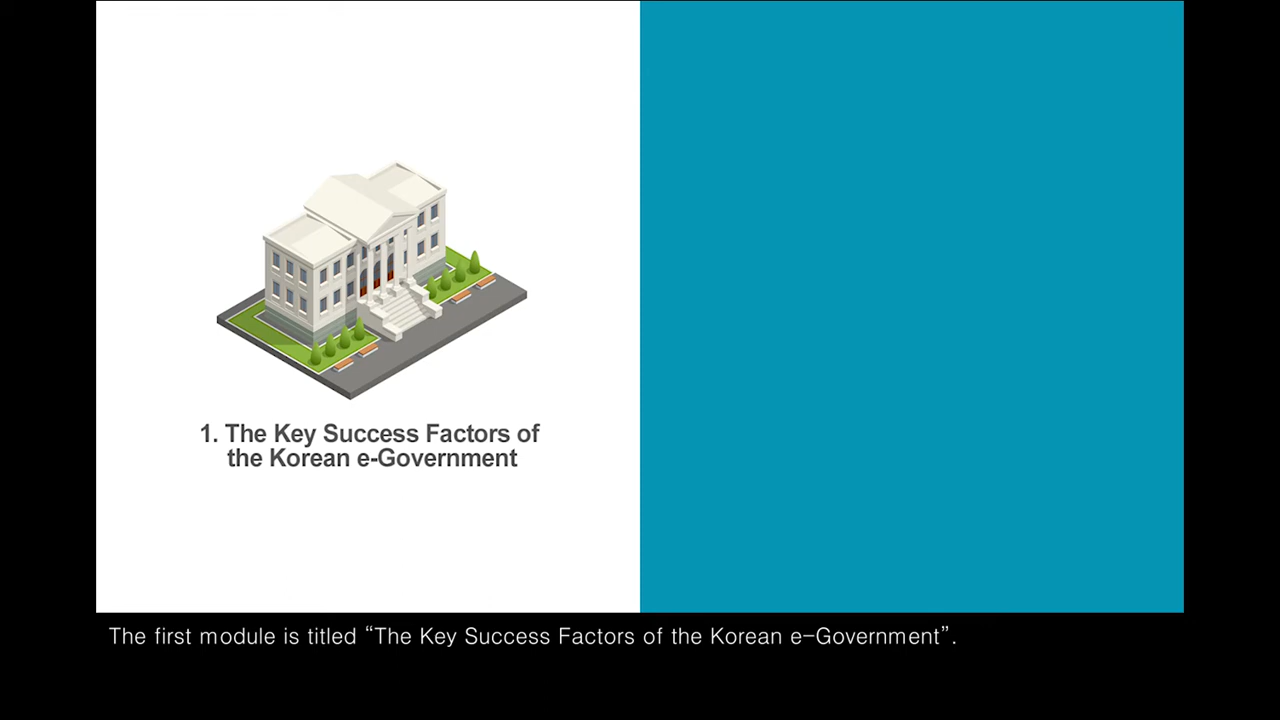 1. The Key Success Factors of
the Korean e-Government
The first module is titled “The Key Success Factors of the Korean e-Government”.